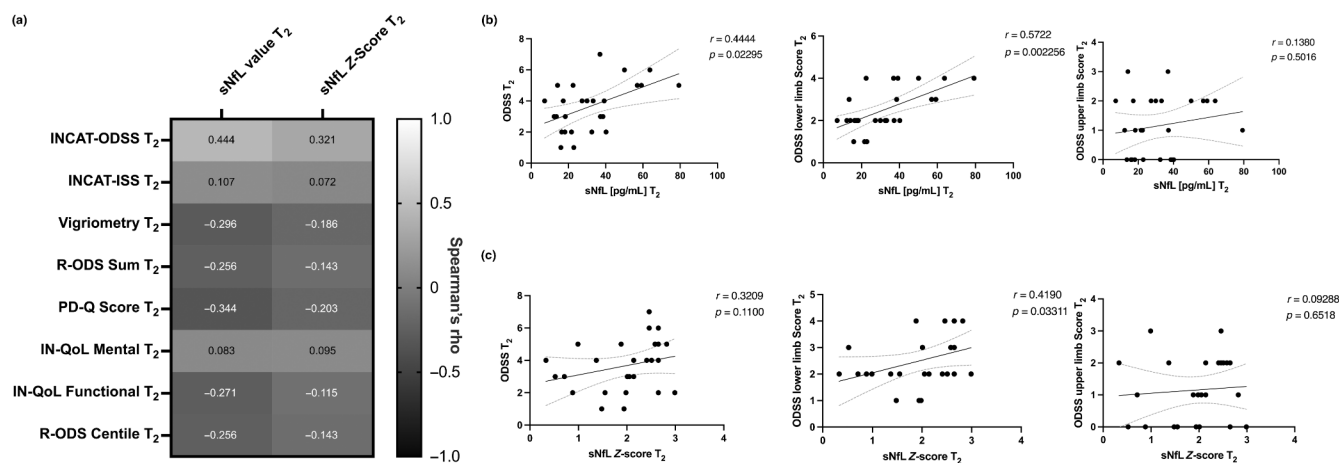 (a)
sNfL value T2
sNfL Z-Score T2
INCAT-ODSS T2
0.444
0.321
INCAT-ISS T2
0.107
0.072
Vigriometry T2
−0.296
−0.186
R-ODS Sum T2
−0.256
−0.143
PD-Q Score T2
−0.344
−0.203
IN-QoL Mental T2
0.083
0.095
IN-QoL Functional T2
−0.271
−0.115
R-ODS Centile T2
−0.256
−0.143
1.0
0.5
0
−0.5
−1.0
Spearman's rho
(b)
r = 0.4444
p = 0.02295
ODSS T2
8
6
4
2
0
0 20 40 60 80 100
sNfL [pg/mL] T2
r = 0.5722
p = 0.002256
ODSS lower limb Score T2
6
4
2
0
0 20 40 60 80 100
sNfL [pg/mL] T2
r = 0.1380
p = 0.5016
ODSS upper limb Score T2
4
3
2
1
0
0 20 40 60 80 100
sNfL [pg/mL] T2
(c)
r = 0.3209
p = 0.1100
ODSS T2
8
6
4
2
0
0 1 2 3 4
sNfL Z-score T2
r = 0.4190
p = 0.03311
ODSS lower limb Score T2
5
4
3
2
1
0
0 1 2 3 4
sNfL Z-score T2
r = 0.09288
p = 0.6518
ODSS upper limb Score T2
4
3
2
1
0
0 1 2 3 4
sNfL Z-score T2